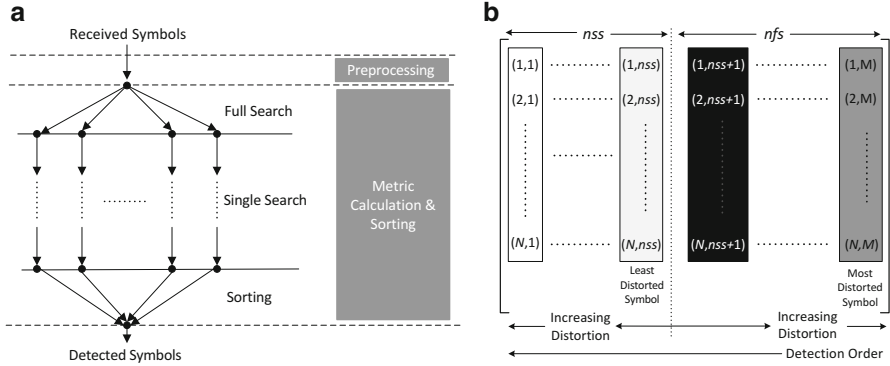 a
Received Symbols
Preprocessing
Full Search
Single Search
Metric
Calculation &
Sorting
Sorting
Detected Symbols
b
nss
nfs
(1,1) (1,nss) (1,nss+1) (1,M)
(2,1) (2,nss) (2,nss+1) (2,M)
(N,1) (N,nss) (N,nss+1) (N,M)
Least
Distorted
Symbol
Most
Distorted
Symbol
Increasing
Distortion
Increasing
Distortion
Detection Order